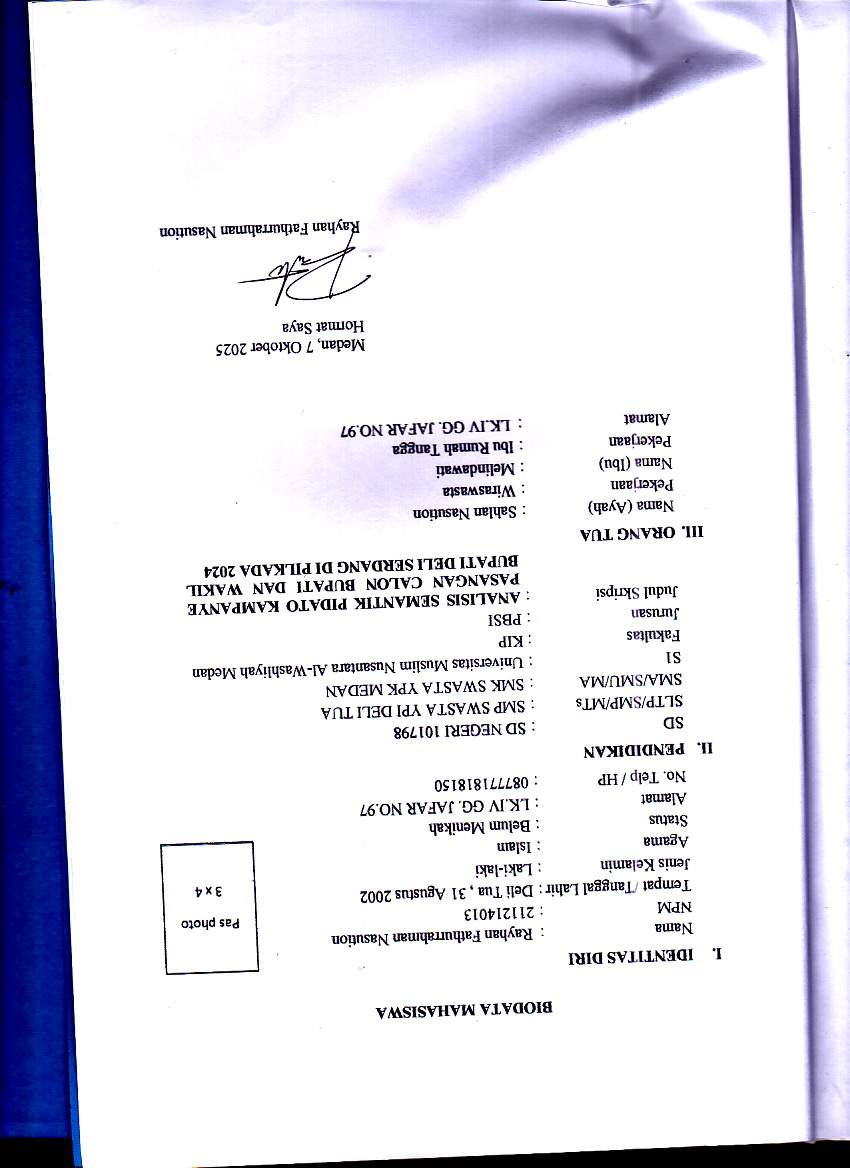 BIODATA MAHASISWA
I. IDENTITAS DIRI
Nama : Rayhan Fathurrahman Nasution
NPM : 211214013
Tempat /Tanggal Lahir : Deli Tua , 31 Agustus 2002
Jenis Kelamin : Laki-laki
Agama : Islam
Status : Belum Menikah
Alamat : LK.IV GG. JAFAR NO.97
No. Telp / HP : 087771818150
Pas photo
3 x 4
II. PENDIDIKAN
SD : SD NEGERI 101798
SLTP/SMP/MTs : SMP SWASTA YPI DELI TUA
SMA/SMU/MA : SMK SWASTA YPK MEDAN
S1 : Universitas Muslim Nusantara Al-Washliyah Medan
Fakultas : KIP
Jurusan : PBSI
Judul Skripsi : ANALISIS SEMANTIK PIDATO KAMPANYE
PASANGAN CALON BUPATI DAN WAKIL
BUPATI DELI SERDANG DI PILKADA 2024
III. ORANG TUA
Nama (Ayah) : Sahlan Nasution
Pekerjaan : Wiraswasta
Nama (Ibu) : Melindawati
Pekerjaan : Ibu Rumah Tangga
Alamat : LK.IV GG. JAFAR NO.97
Medan, 7 Oktober 2025
Hormat Saya
Rayhan Fathurrahman Nasution